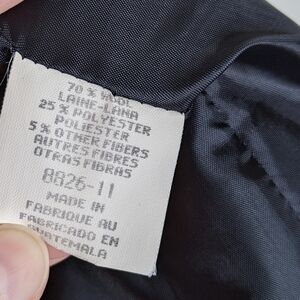 70 % WOOL
LAINE-LANA
25 % POLYESTER
POLIESTER
5 % OTHER FIBERS
AUTRES FIBRES
OTRAS FIBRAS
8826-11
MADE IN
FABRIQUE AU
FABRICADO EN
GUATEMALA